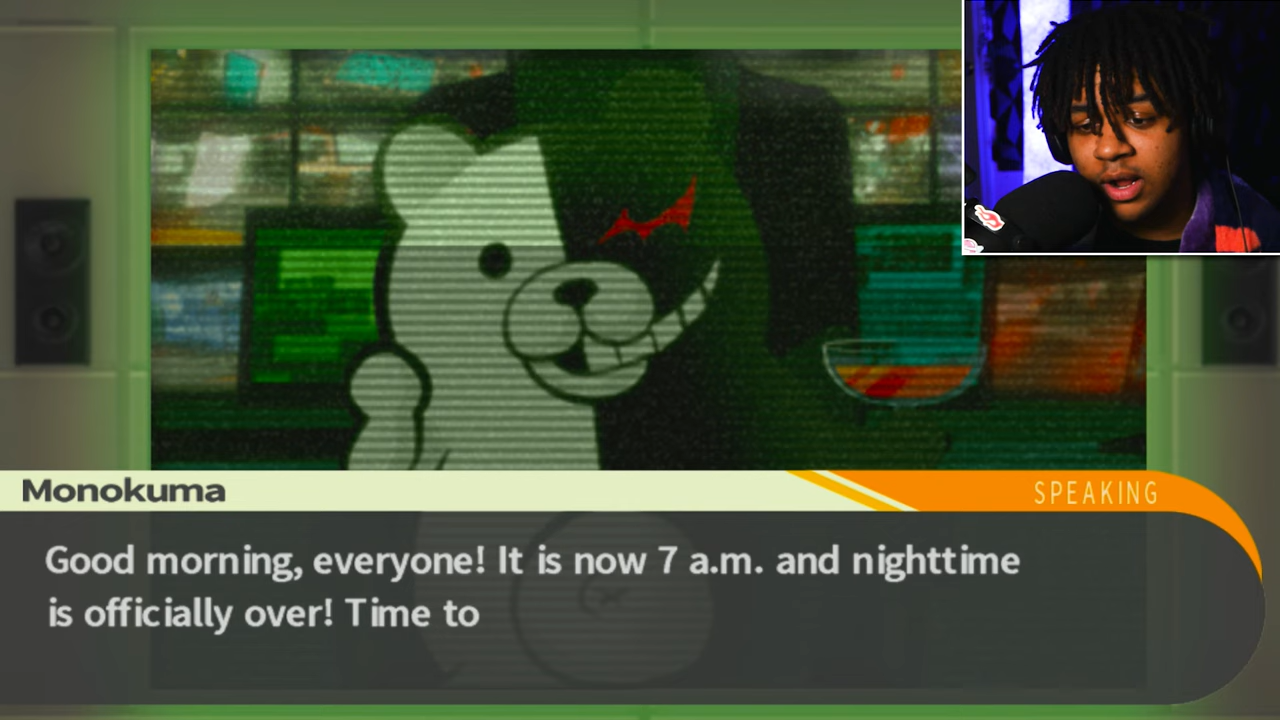 Monokuma
SPEAKING
Good morning, everyone! It is now 7 a.m. and nighttime
is officially over! Time to